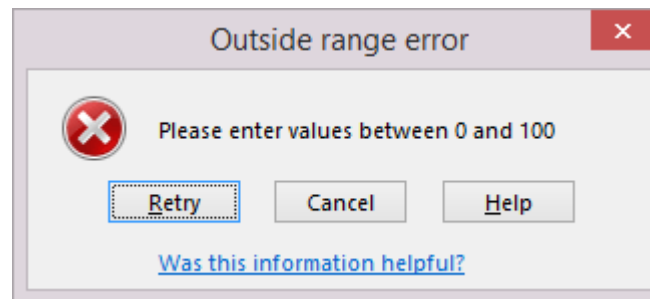 Outside range error
Please enter values between 0 and 100
Retry Cancel Help
Was this information helpful?